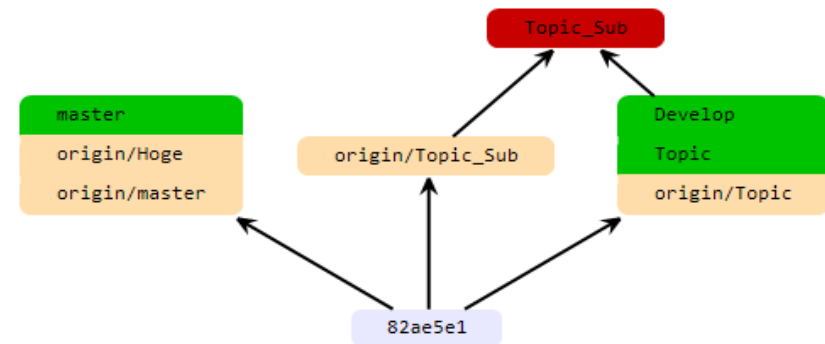 Topic_Sub
master
origin/Hoge
origin/master
origin/Topic_Sub
Develop
Topic
origin/Topic
82ae5e1